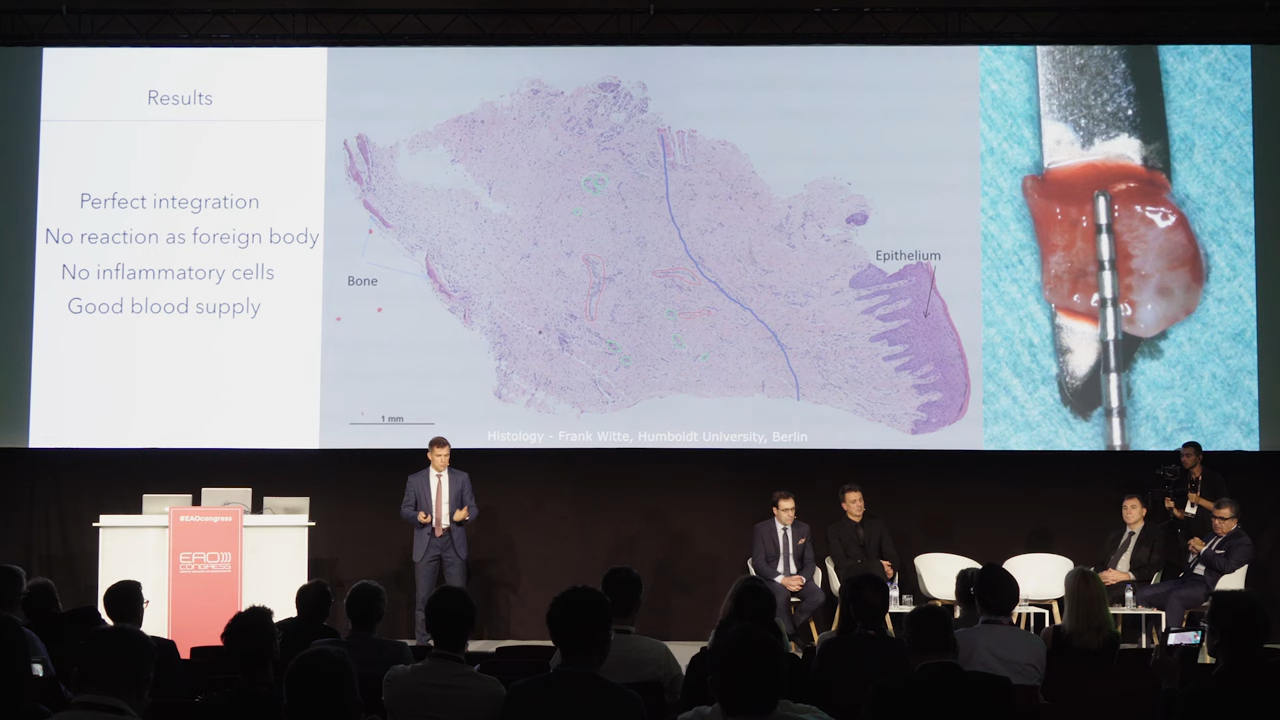 Results
Perfect integration
No reaction as foreign body
No inflammatory cells
Good blood supply
Bone
Epithelium
1 mm
Histology - Frank Witte, Humboldt University, Berlin
#EAOcongress
EAO
CONGRESS